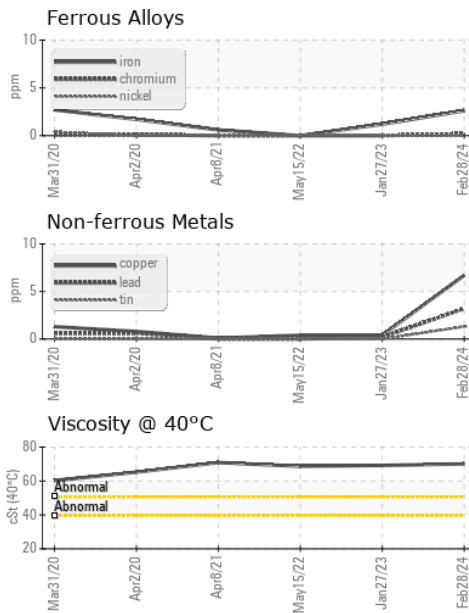 Ferrous Alloys
10
5
0
ppm
iron
chromium
nickel
Mar31/20
Apr2/20
Apr8/21
May15/22
Jan27/23
Feb28/24
Non-ferrous Metals
10
5
0
ppm
copper
lead
tin
Mar31/20
Apr2/20
Apr8/21
May15/22
Jan27/23
Feb28/24
Viscosity @ 40°C
80
60
40
20
cSt (40°C)
Abnormal
Abnormal
Mar31/20
Apr2/20
Apr8/21
May15/22
Jan27/23
Feb28/24